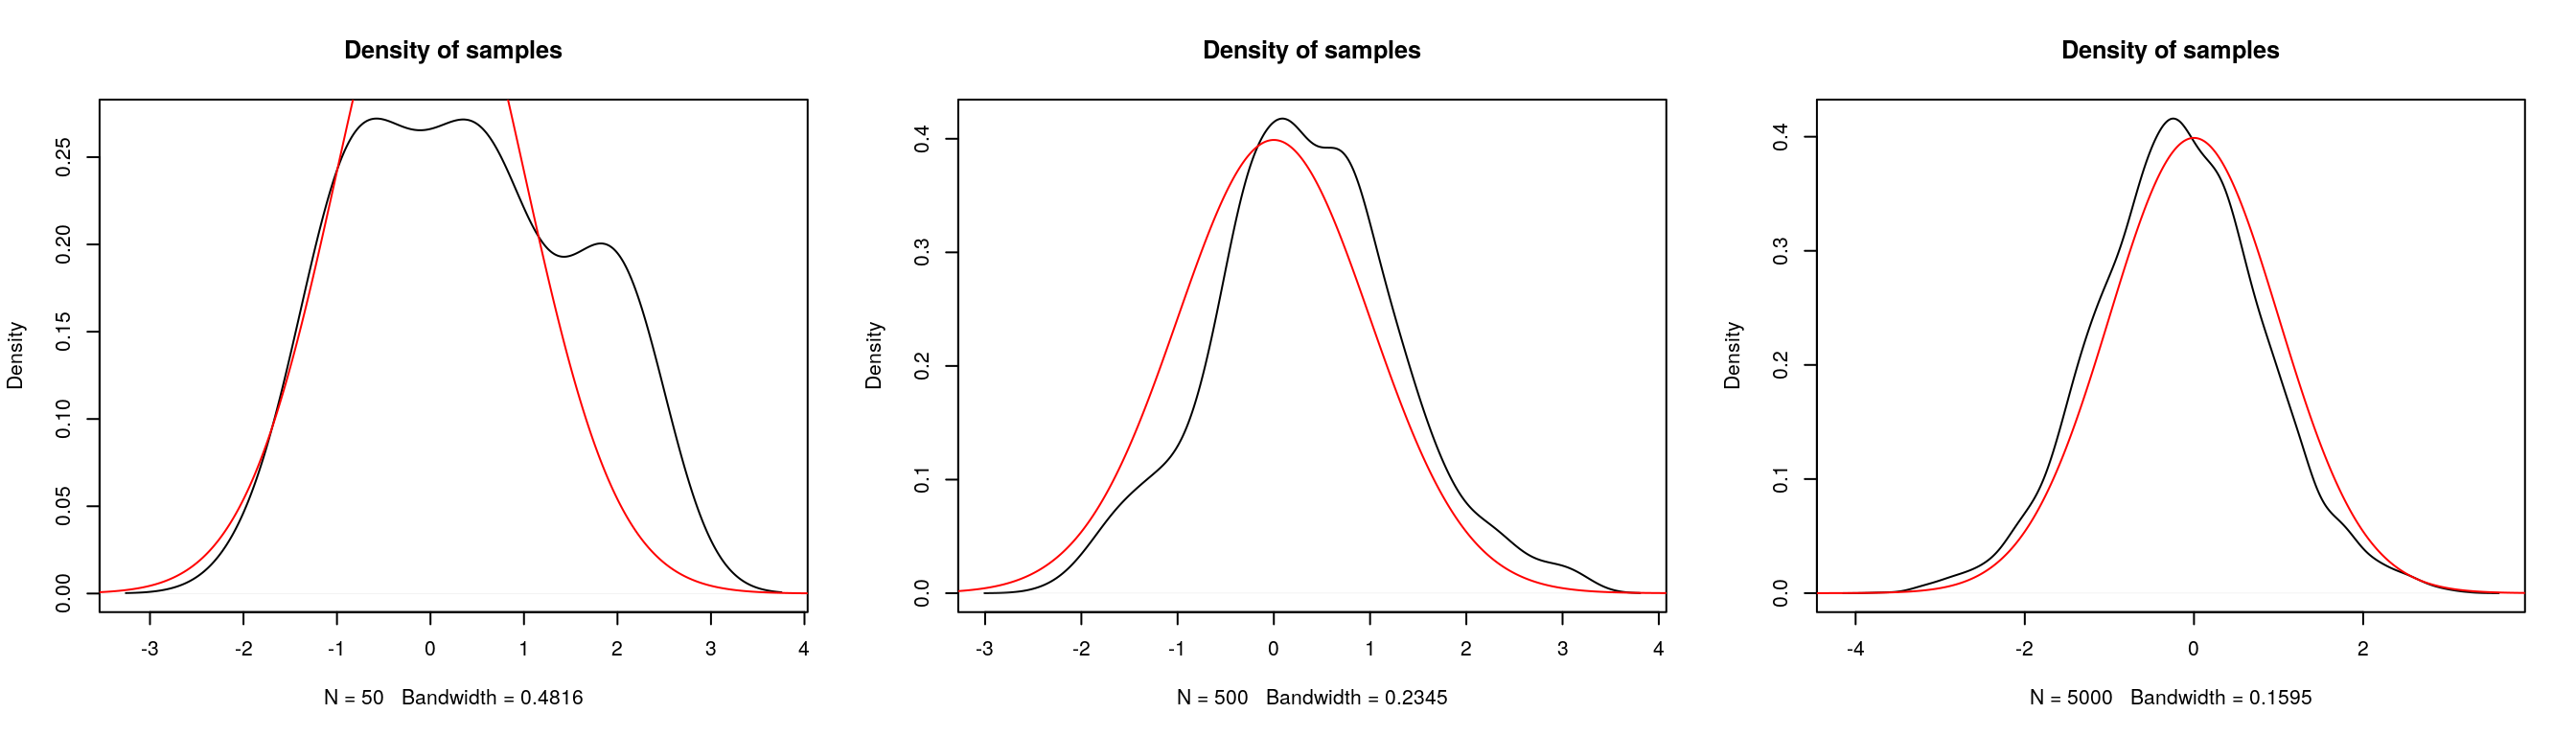 Density of samples
Density
0.00
0.05
0.10
0.15
0.20
0.25
-3 -2 -1 0 1 2 3 4
N = 50 Bandwidth = 0.4816
Density of samples
Density
0.0
0.1
0.2
0.3
0.4
-3 -2 -1 0 1 2 3 4
N = 500 Bandwidth = 0.2345
Density of samples
Density
0.0
0.1
0.2
0.3
0.4
-4 -2 0 2
N = 5000 Bandwidth = 0.1595